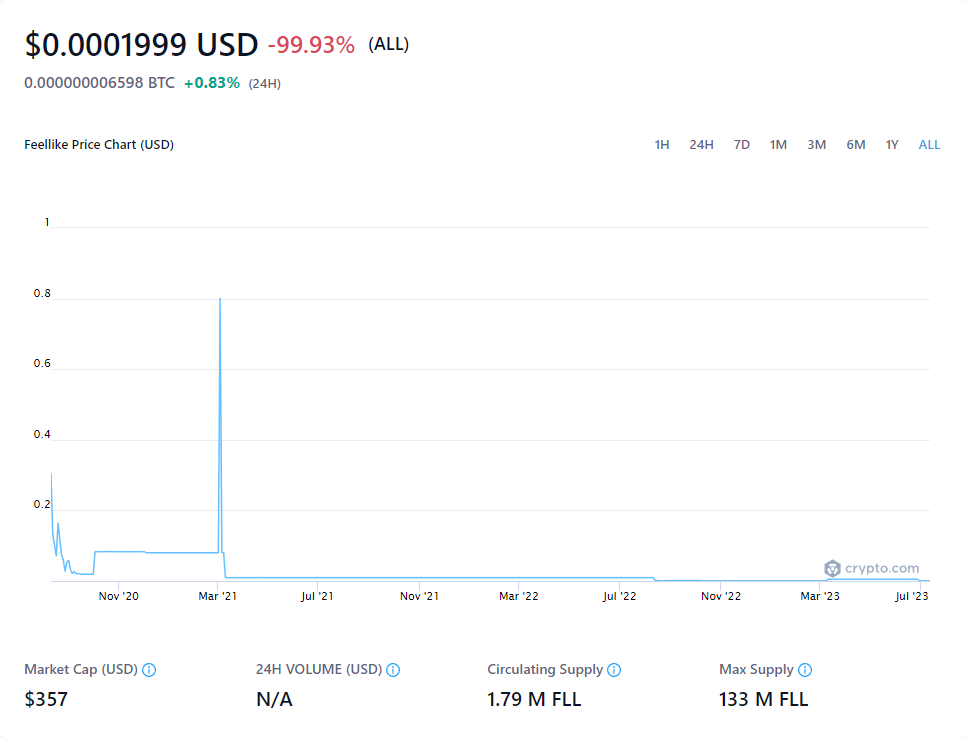 $0.0001999 USD -99.93% (ALL)
0.000000006598 BTC +0.83% (24H)
Feellike Price Chart (USD) 1H 24H 7D 1M 3M 6M 1Y ALL
1
0.8
0.6
0.4
0.2
crypto.com
Nov '20 Mar '21 Jul '21 Nov '21 Mar '22 Jul '22 Nov '22 Mar '23 Jul '23
Market Cap (USD) 24H VOLUME (USD) Circulating Supply Max Supply
$357 N/A 1.79 M FLL 133 M FLL